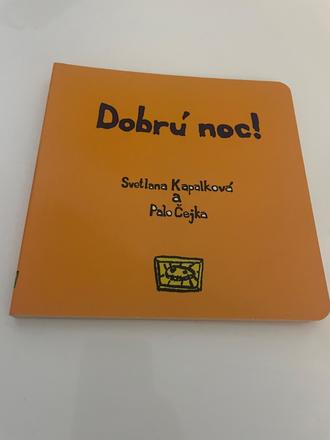 Dobrú noc!
Svetlana Kapalková
a
Palo Čejka